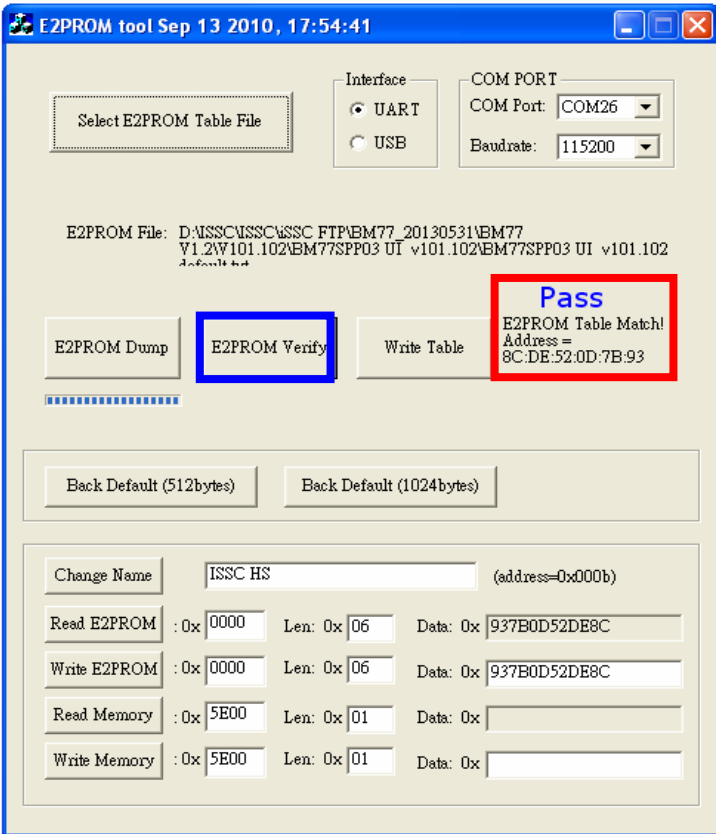 E2PROM tool Sep 13 2010, 17:54:41
Select E2PROM Table File
Interface
UART
USB
COM PORT
COM Port: COM26
Baudrate: 115200
E2PROM File: D:\ISSC\ISSC\iSSC FTP\BM77_20130531\BM77
V1.2\V101.102\BM77SPP03 UI v101.102\BM77SPP03 UI v101.102
default.txt
E2PROM Dump
E2PROM Verify
Write Table
Pass
E2PROM Table Match!
Address =
8C:DE:52:0D:7B:93
Back Default (512bytes)
Back Default (1024bytes)
Change Name ISSC HS (address=0x000b)
Read E2PROM : 0x 0000 Len: 0x 06 Data: 0x 937B0D52DE8C
Write E2PROM : 0x 0000 Len: 0x 06 Data: 0x 937B0D52DE8C
Read Memory : 0x 5E00 Len: 0x 01 Data: 0x
Write Memory : 0x 5E00 Len: 0x 01 Data: 0x